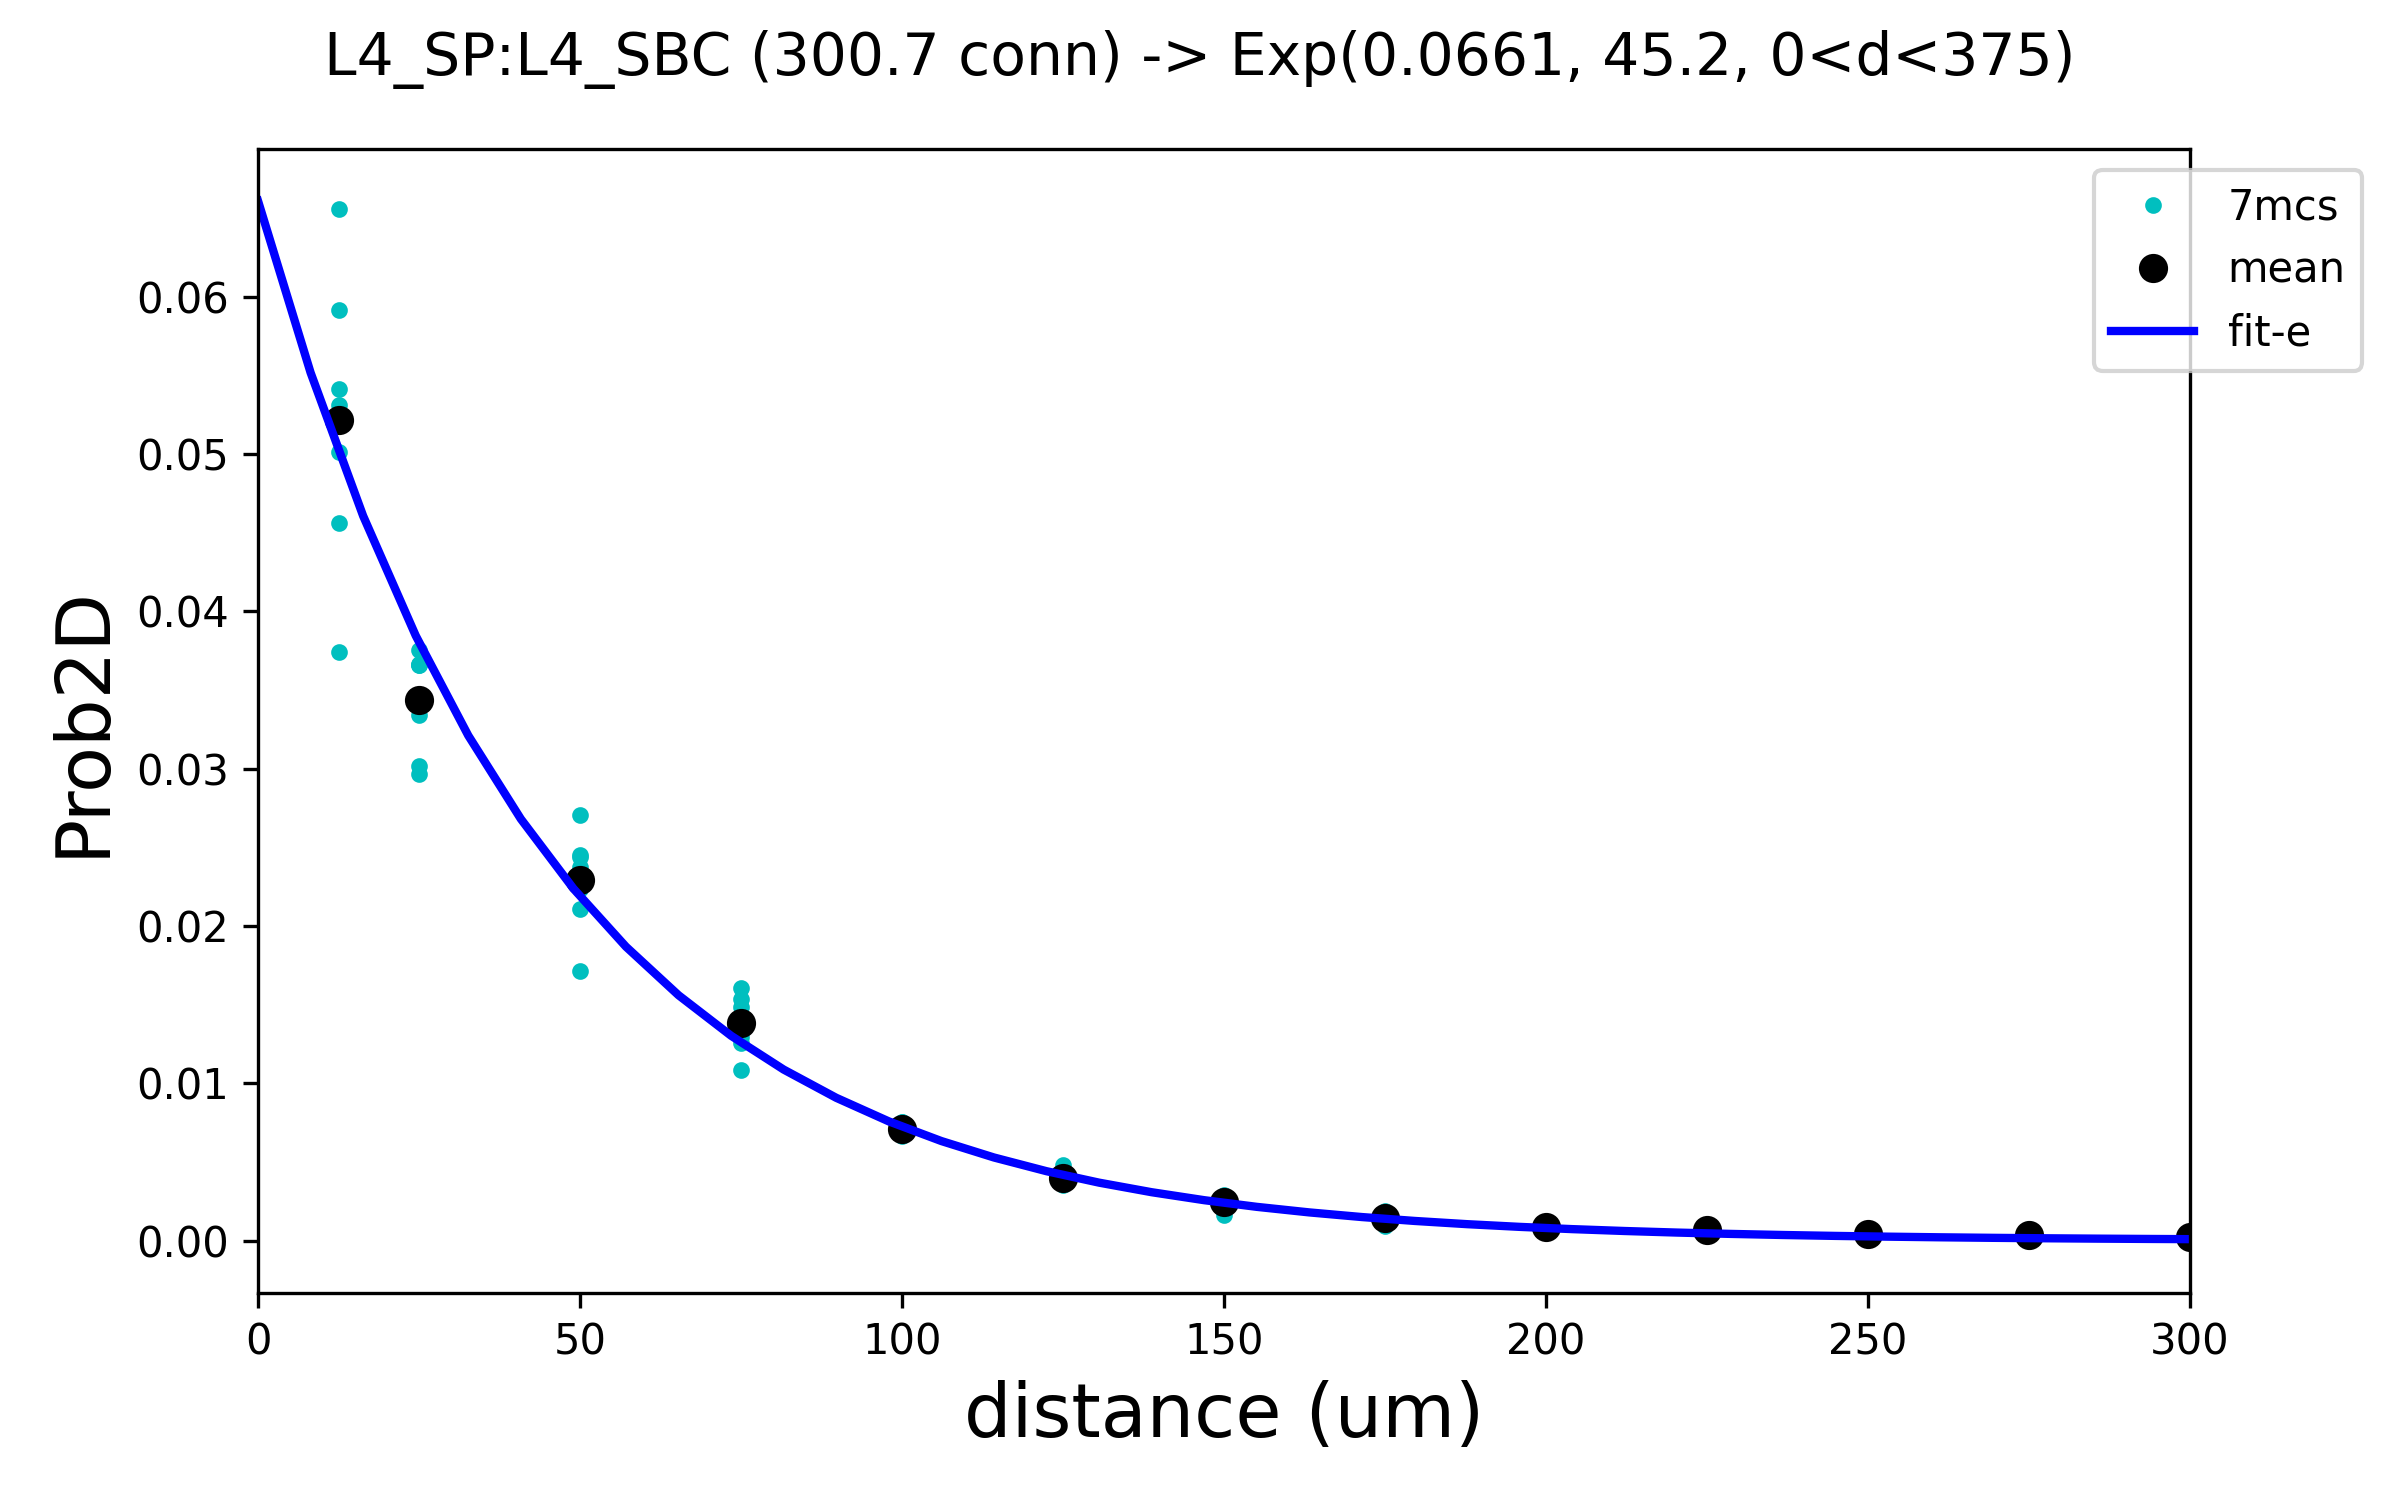 L4_SP:L4_SBC (300.7 conn) -> Exp(0.0661, 45.2, 0<d<375)
7mcs
mean
fit-e
Prob2D
0.06
0.05
0.04
0.03
0.02
0.01
0.00
0 50 100 150 200 250 300
distance (um)